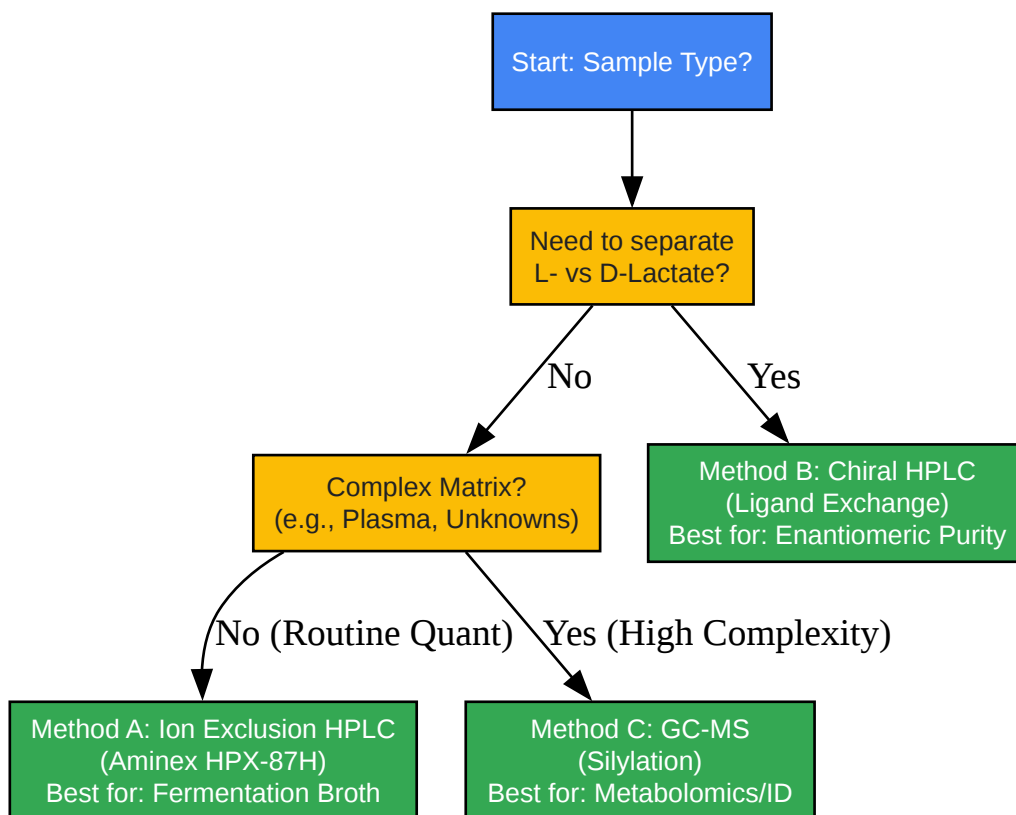 Start: Sample Type?
Need to separate
L- vs D-Lactate?
No
Yes
Complex Matrix?
(e.g., Plasma, Unknowns)
Method B: Chiral HPLC
(Ligand Exchange)
Best for: Enantiomeric Purity
No (Routine Quant)
Yes (High Complexity)
Method A: Ion Exclusion HPLC
(Aminex HPX-87H)
Best for: Fermentation Broth
Method C: GC-MS
(Silylation)
Best for: Metabolomics/ID